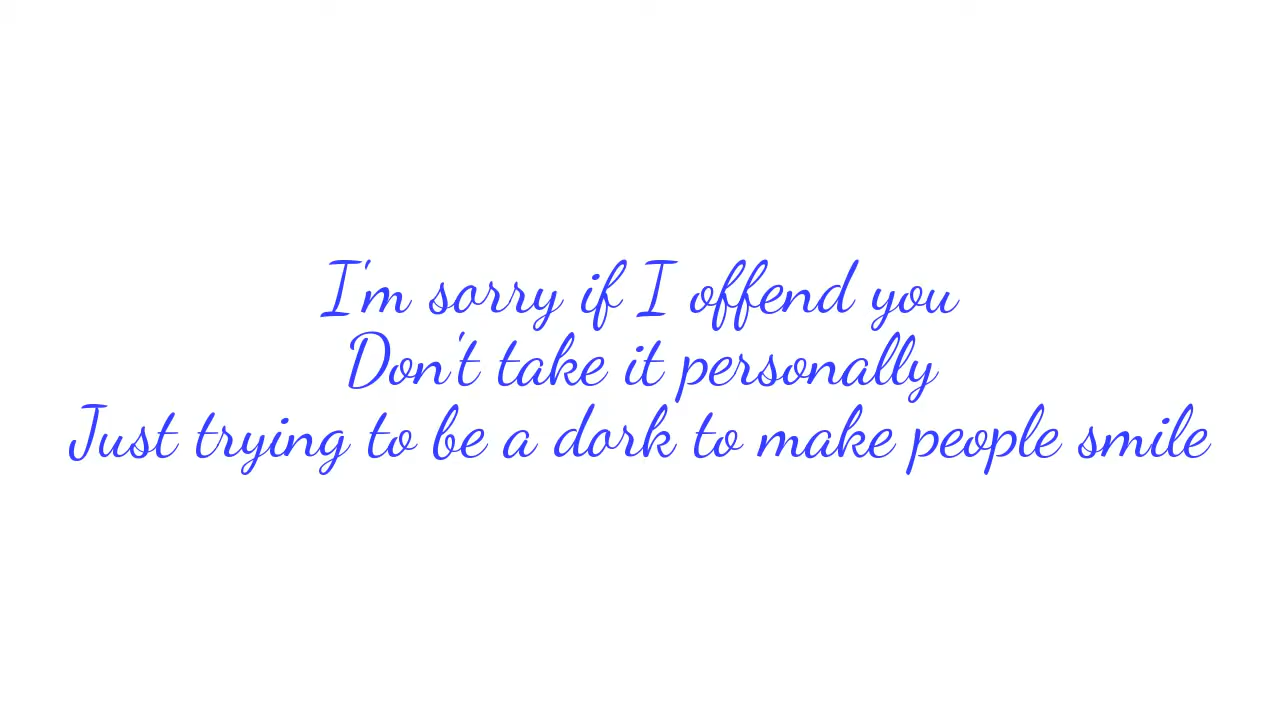 I'm sorry if I offend you
Don't take it personally
Just trying to be a dork to make people smile